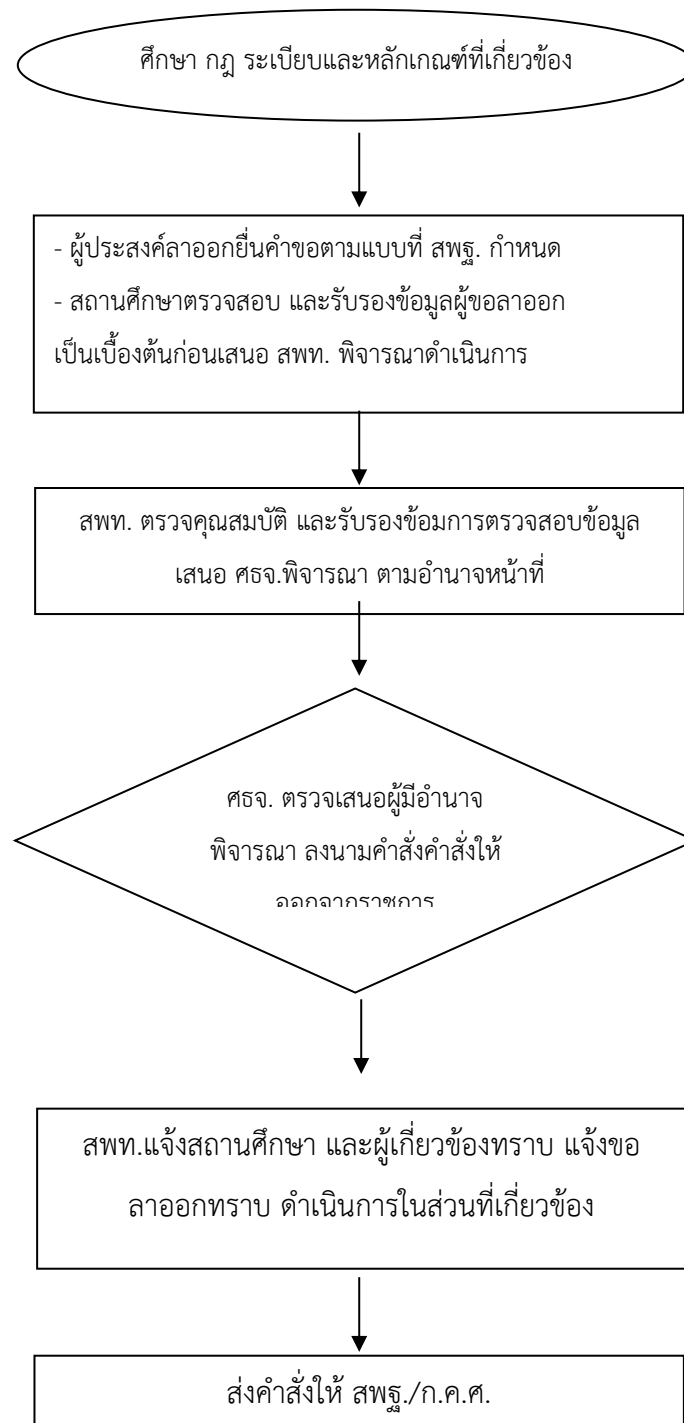 ศึกษา กฎ ระเบียบและหลักเกณฑ์ที่เกี่ยวข้อง
- ผู้ประสงค์ลาออกยื่นคำขอตามแบบที่ สพฐ. กำหนด
- สถานศึกษาตรวจสอบ และรับรองข้อมูลผู้ขอลาออก
เป็นเบื้องต้นก่อนเสนอ สพท. พิจารณาดำเนินการ
สพท. ตรวจคุณสมบัติ และรับรองข้อมการตรวจสอบข้อมูล
เสนอ ศธจ.พิจารณา ตามอำนาจหน้าที่
ศธจ. ตรวจเสนอผู้มีอำนาจ
พิจารณา ลงนามคำสั่งคำสั่งให้
ออกจากราชการ
สพท.แจ้งสถานศึกษา และผู้เกี่ยวข้องทราบ แจ้งขอ
ลาออกทราบ ดำเนินการในส่วนที่เกี่ยวข้อง
ส่งคำสั่งให้ สพฐ./ก.ค.ศ.